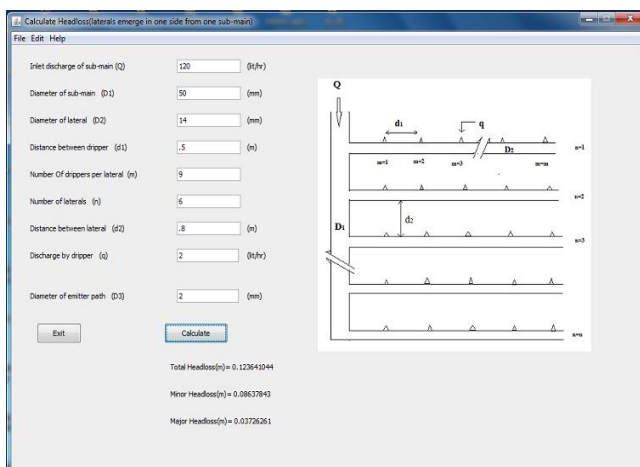 Calculate Headloss(laterals emerge in one side from one sub-main)
File Edit Help
Inlet discharge of sub-main (Q) 120 (lit/hr)
Diameter of sub-main (D1) 50 (mm)
Diameter of lateral (D2) 14 (mm)
Distance between dripper (d1) .5 (m)
Number Of drippers per lateral (m) 9
Number of laterals (n) 6
Distance between lateral (d2) .8 (m)
Discharge by dripper (q) 2 (lit/hr)
Diameter of emitter path (D3) 2 (mm)
Exit Calculate
Total Headloss(m)= 0.123641044
Minor Headloss(m)= 0.08637843
Major Headloss(m)= 0.03726261
Q
d1 q
D2 n=1
m=1 m=2 m=3 m=m
n=2
D1 d2
n=3
n=n